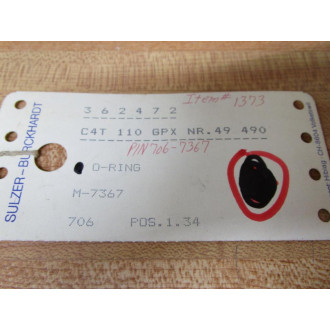 Item# 1373
362472
C4T 110 GPX NR.49 490
P/N 706-7367
O-RING
M-7367
706 POS.1.34
SULZER-BURCKHARDT